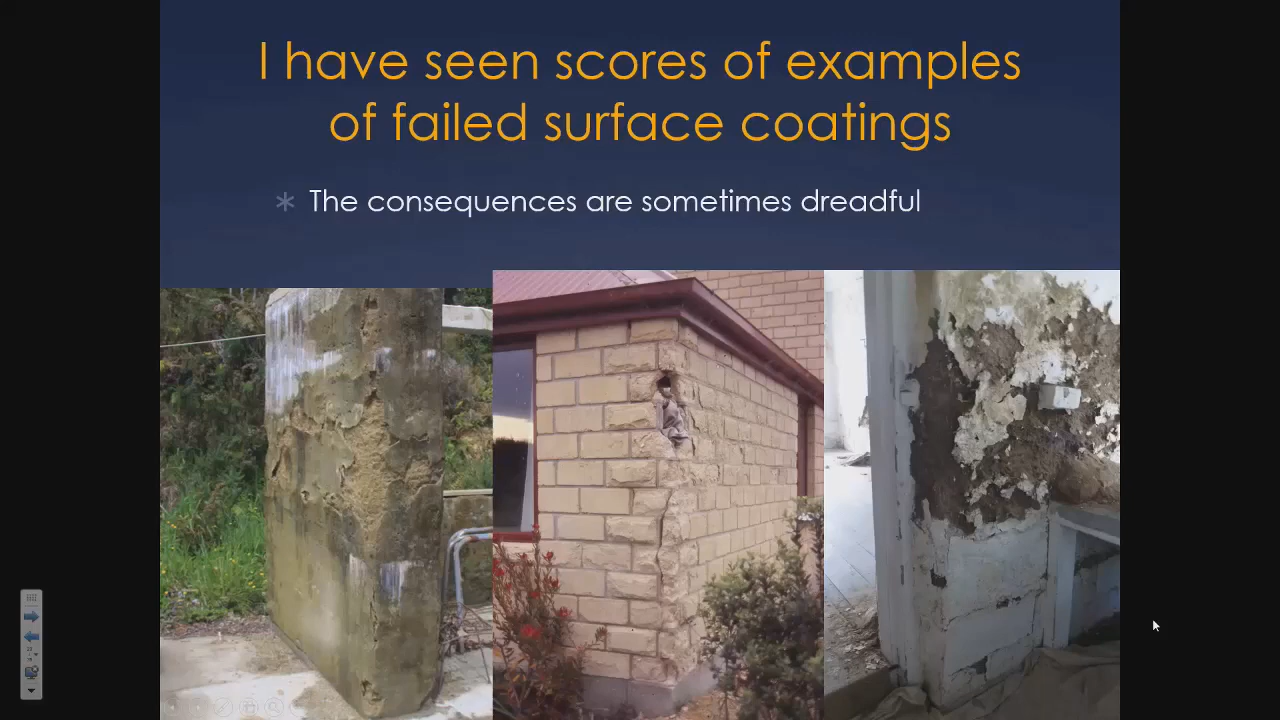 I have seen scores of examples
of failed surface coatings
The consequences are sometimes dreadful